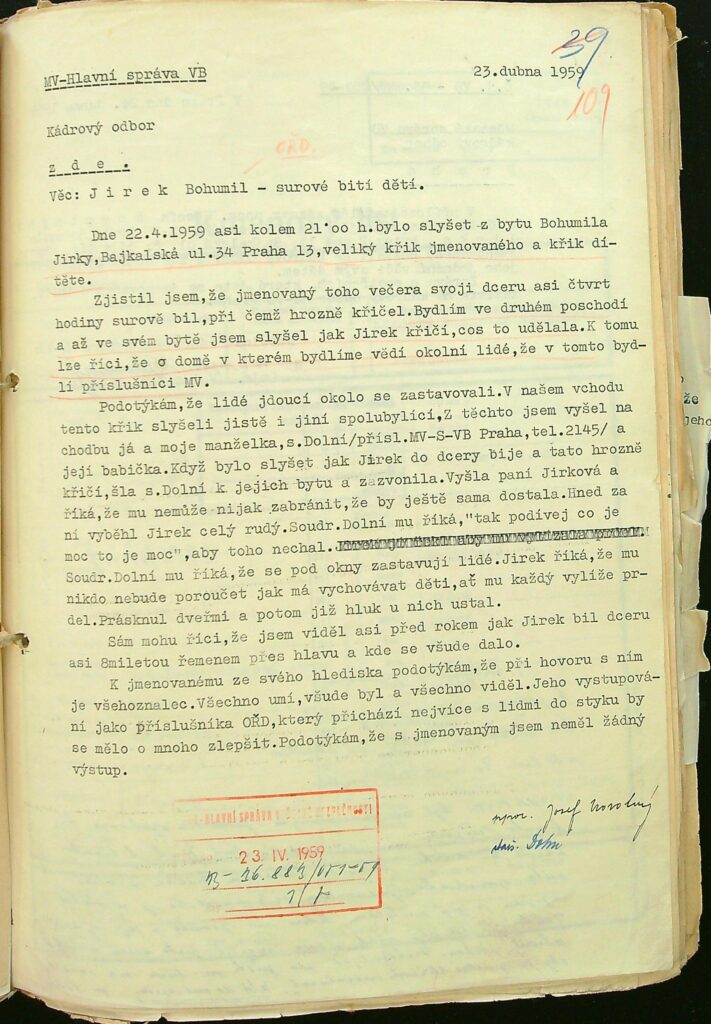 39
MV-Hlavní správa VB 23.dubna 1959
109
Kádrový odbor
OŘD.
z d e .
Věc: J i r e k Bohumil - surové bití dětí.
Dne 22.4.1959 asi kolem 21·oo h.bylo slyšet z bytu Bohumila
Jirky,Bajkalská ul.34 Praha 13,veliký křik jmenovaného a křik dí-
těte.
Zjistil jsem,že jmenovaný toho večera svoji dceru asi čtvrt
hodiny surově bil,při čemž hrozně křičel.Bydlím ve druhém poschodí
a až ve svém bytě jsem slyšel jak Jirek křičí,cos to udělala.K tomu
lze říci,že o domě v kterém bydlíme vědí okolní lidé,že v tomto byd-
lí příslušníci MV.
Podotýkám,že lidé jdoucí okolo se zastavovali.V našem vchodu
tento křik slyšeli jistě i jiní spolubylící,Z těchto jsem vyšel na
chodbu já a moje manželka,s.Dolní/přísl.MV-S-VB Praha,tel.2145/ a
její babička.Když bylo slyšet jak Jirek do dcery bije a tato hrozně
křičí,šla s.Dolní k jejich bytu a zazvonila.Vyšla paní Jirková a
říká,že mu nemůže nijak zabránit,že by ještě sama dostala.Hned za
ní vyběhl Jirek celý rudý.Soudr.Dolní mu říká,"tak podívej co je
moc to je moc",aby toho nechal.
Soudr.Dolní mu říká,že se pod okny zastavují lidé.Jirek říká,že mu
nikdo nebude poroučet jak má vychovávat děti,ať mu každý vylíže pr-
del.Prásknul dveřmi a potom již hluk u nich ustal.
Sám mohu říci,že jsem viděl asi před rokem jak Jirek bil dceru
asi 8miletou řemenem přes hlavu a kde se všude dalo.
K jmenovanému ze svého hlediska podotýkám,že při hovoru s ním
je všehoznalec.Všechno umí,všude byl a všechno viděl.Jeho vystupová-
ní jako příslušníka OŘD,který přichází nejvíce s lidmi do styku by
se mělo o mnoho zlepšit.Podotýkám,že s jmenovaným jsem neměl žádný
výstup.
-HLAVNÍ SPRÁVA
23. IV. 1959
1/1
npor. Josef
že
jeho